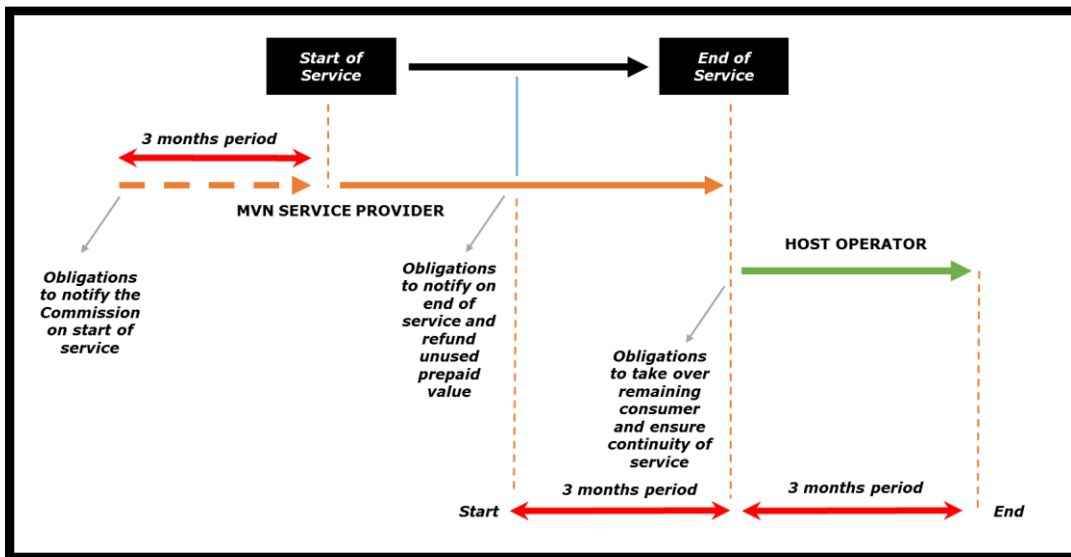 Start of
Service
End of
Service
3 months period
MVN SERVICE PROVIDER
HOST OPERATOR
Obligations
to notify the
Commission
on start of
service
Obligations
to notify on
end of
service and
refund
unused
prepaid
value
Obligations
to take over
remaining
consumer
and ensure
continuity of
service
3 months period
3 months period
Start
End